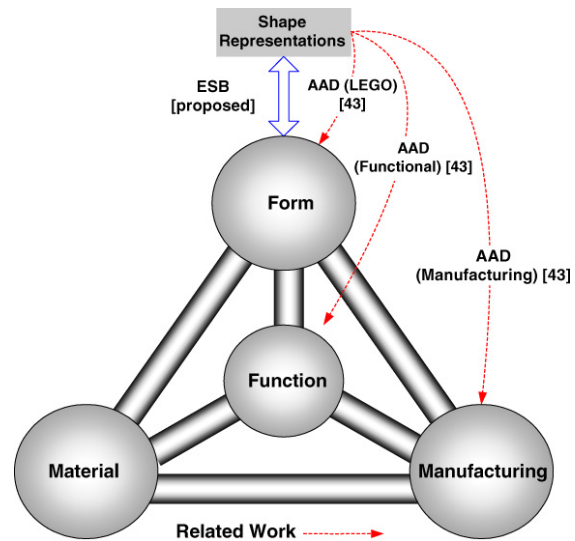 Shape
Representations
ESB
[proposed]
AAD (LEGO)
[43]
AAD
(Functional) [43]
Form
AAD
(Manufacturing) [43]
Function
Material
Manufacturing
Related Work